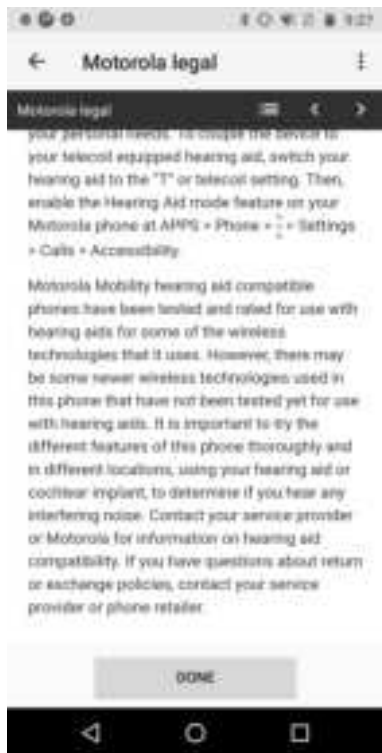 9:27
Motorola legal
Motorola legal
your personal needs. To couple the device to
your telecoil equipped hearing aid, switch your
hearing aid to the "T" or telecoil setting. Then,
enable the Hearing Aid mode feature on your
Motorola phone at APPS > Phone > > Settings
> Calls > Accessibility.
Motorola Mobility hearing aid compatible
phones have been tested and rated for use with
hearing aids for some of the wireless
technologies that it uses. However, there may
be some newer wireless technologies used in
this phone that have not been tested yet for use
with hearing aids. It is important to try the
different features of this phone thoroughly and
in different locations, using your hearing aid or
cochlear implant, to determine if you hear any
interfering noise. Contact your service provider
or Motorola for information on hearing aid
compatibility. If you have questions about return
or exchange policies, contact your service
provider or phone retailer.
DONE